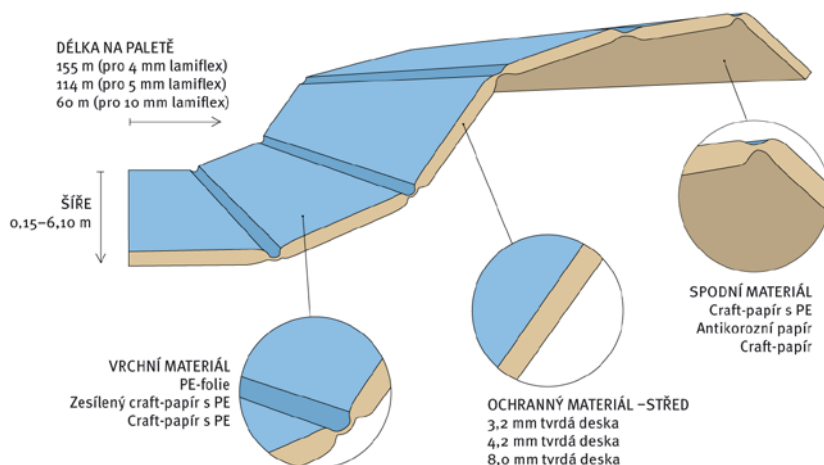 DÉLKA NA PALETĚ
155 m (pro 4 mm lamiflex)
114 m (pro 5 mm lamiflex)
60 m (pro 10 mm lamiflex)
ŠÍŘE
0,15–6,10 m
VRCHNÍ MATERIÁL
PE-folie
Zesílený craft-papír s PE
Craft-papír s PE
OCHRANNÝ MATERIÁL –STŘED
3,2 mm tvrdá deska
4,2 mm tvrdá deska
8,0 mm tvrdá deska
SPODNÍ MATERIÁL
Craft-papír s PE
Antikorozní papír
Craft-papír